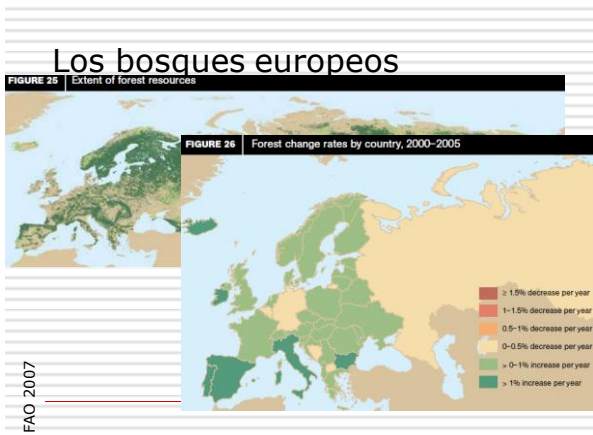 Los bosques europeos
FIGURE 25 Extent of forest resources
FIGURE 26 Forest change rates by country, 2000–2005
≥ 1.5% decrease per year
1–1.5% decrease per year
0.5–1% decrease per year
0–0.5% decrease per year
> 0–1% increase per year
> 1% increase per year
FAO 2007